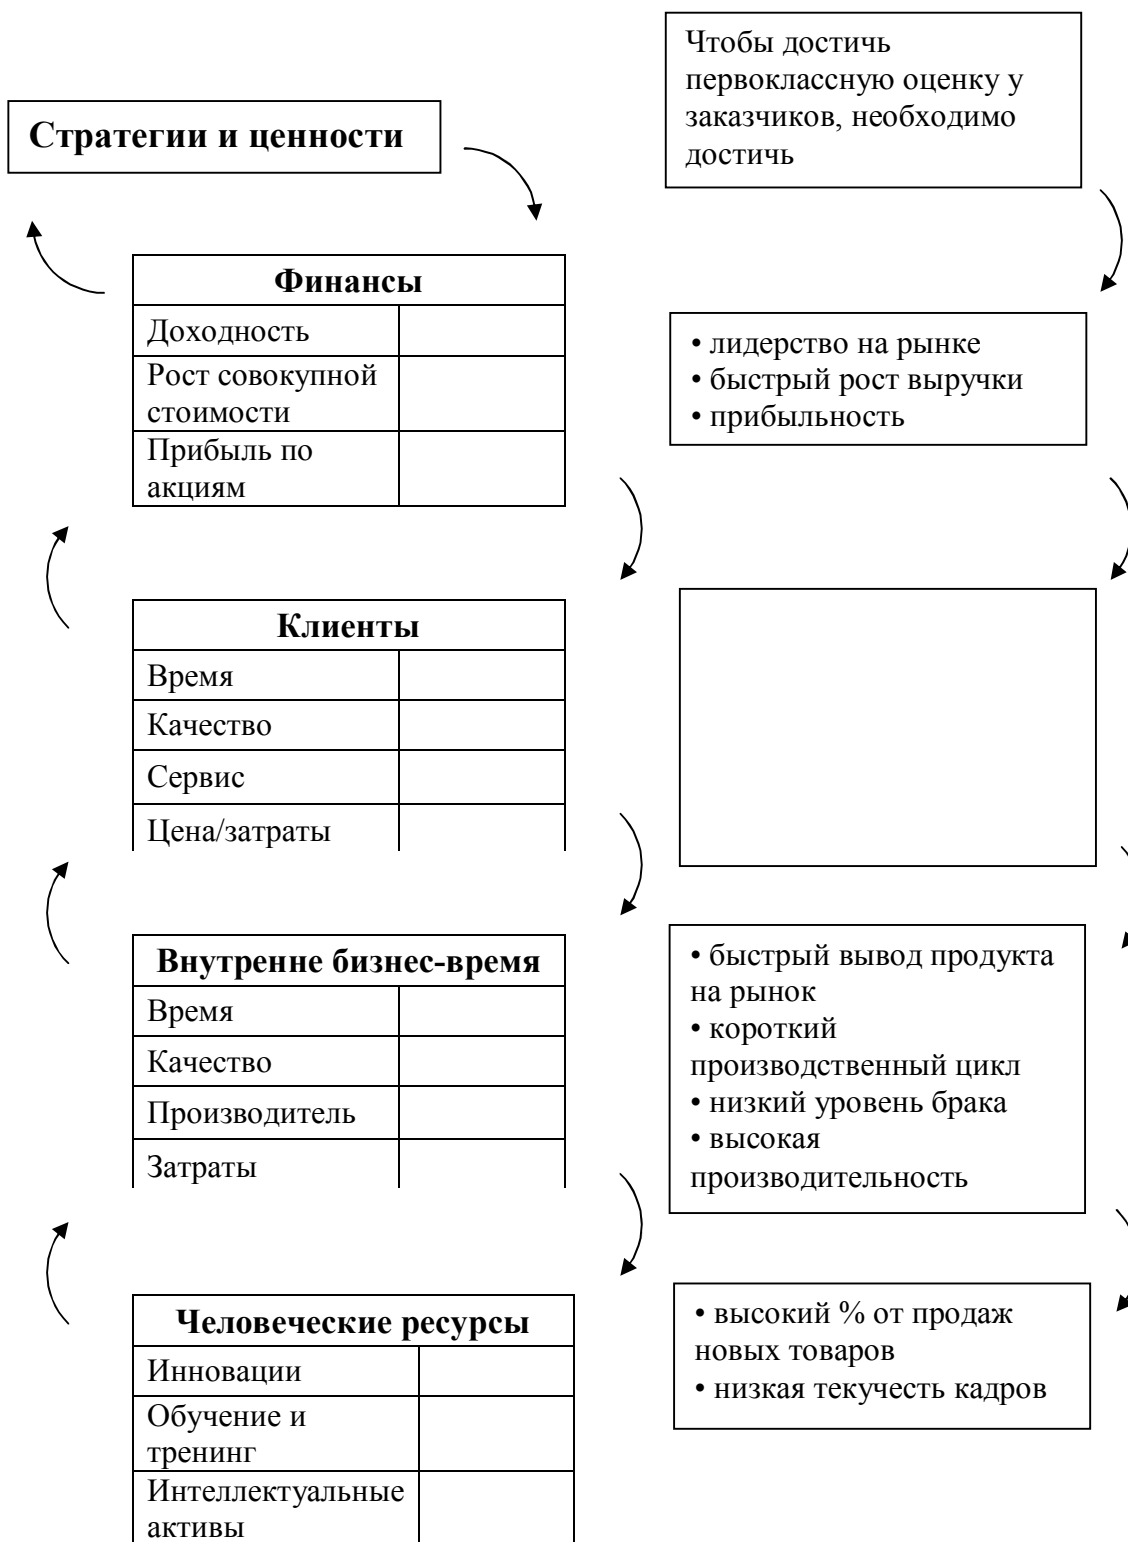 Стратегии и ценности
Финансы
Доходность
Рост совокупной
стоимости
Прибыль по
акциям
Клиенты
Время
Качество
Сервис
Цена/затраты
Внутренне бизнес-время
Время
Качество
Производитель
Затраты
Человеческие ресурсы
Инновации
Обучение и
тренинг
Интеллектуальные
активы
Чтобы достичь
первоклассную оценку у
заказчиков, необходимо
достичь
• лидерство на рынке
• быстрый рост выручки
• прибыльность
• быстрый вывод продукта
на рынок
• короткий
производственный цикл
• низкий уровень брака
• высокая
производительность
• высокий % от продаж
новых товаров
• низкая текучесть кадров